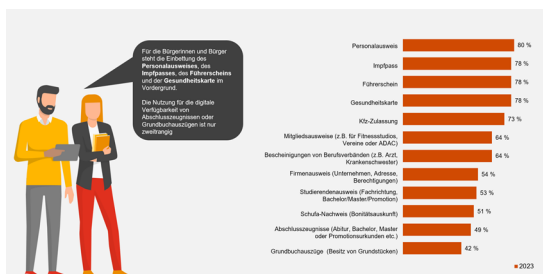 Für die Bürgerinnen und Bürger
steht die Einbettung des
Personalausweises, des
Impfpasses, des Führerscheins
und der Gesundheitskarte im
Vordergrund.
Die Nutzung für die digitale
Verfügbarkeit von
Abschlusszeugnissen oder
Grundbuchauszügen ist nur
zweitrangig
Personalausweis 80 %
Impfpass 78 %
Führerschein 78 %
Gesundheitskarte 78 %
Kfz-Zulassung 73 %
Mitgliedsausweise (z.B. für Fitnessstudios,
Vereine oder ADAC) 64 %
Bescheinigungen von Berufverbänden (z.B. Arzt,
Krankenschwester) 64 %
Firmenausweis (Unternehmen, Adresse,
Berechtigungen) 54 %
Studierendenausweis (Fachrichtung,
Bachelor/Master/Promotion) 53 %
Schufa-Nachweis (Bonitätsauskunft) 51 %
Abschlusszeugnisse (Abitur, Bachelor, Master
oder Promotionsurkunden etc.) 49 %
Grundbuchauszüge (Besitz von Grundstücken) 42 %
2023